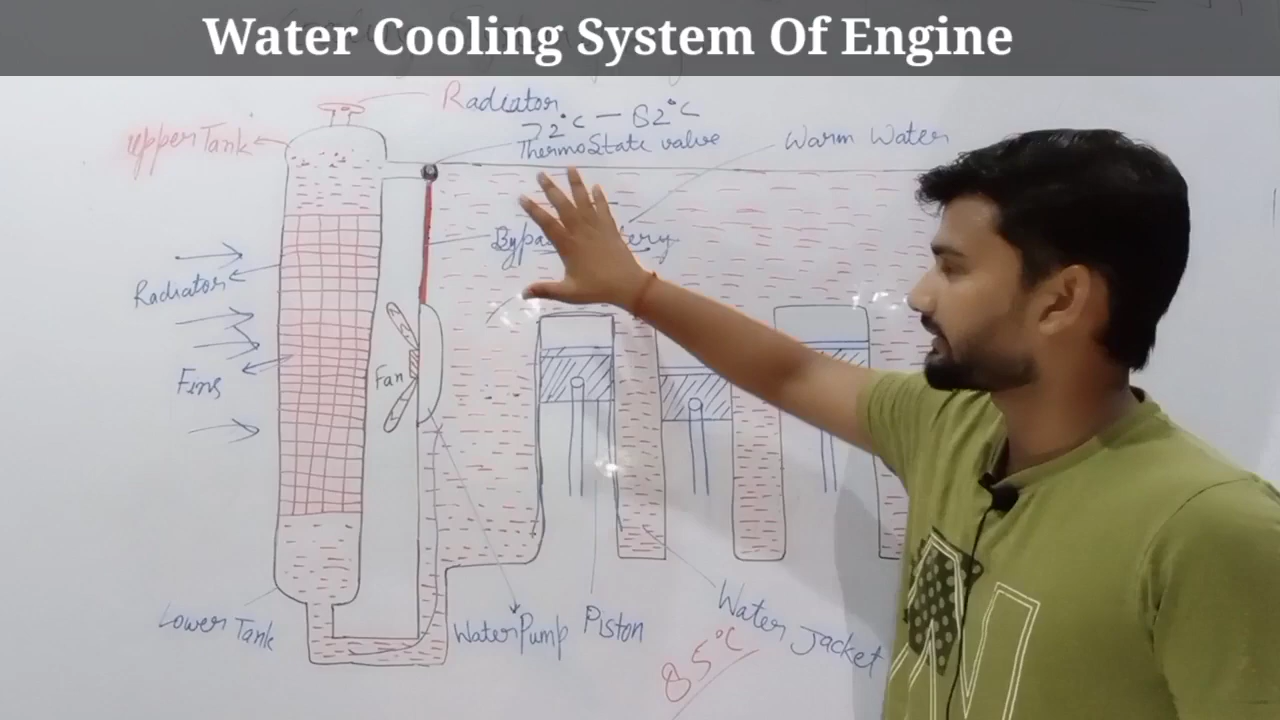 Water Cooling System Of Engine
Radiator
72°C - 82°C
upper Tank
ThermoState valve
Warm Water
Radiator
Fins
Fan
Lower Tank
Water Pump
Piston
Water Jacket
85°C